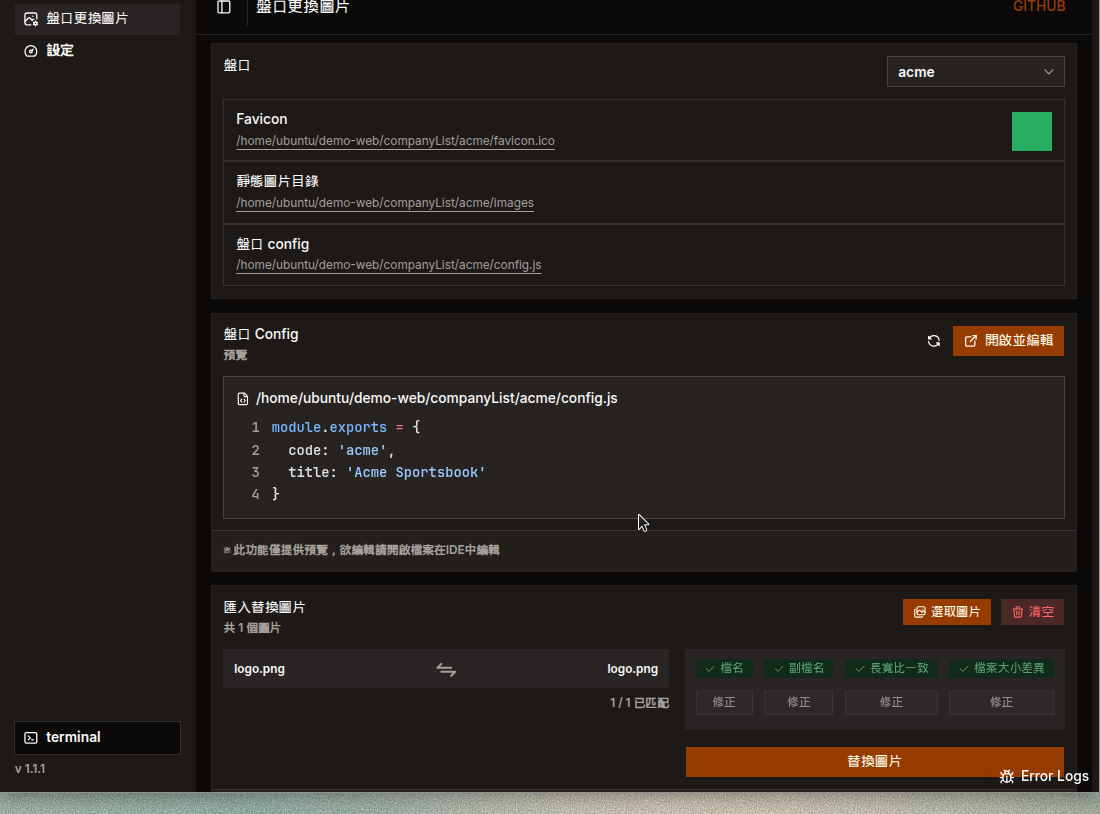 盤口更換圖片
設定
盤口更換圖片
GITHUB
盤口
acme
Favicon
/home/ubuntu/demo-web/companyList/acme/favicon.ico
靜態圖片目錄
/home/ubuntu/demo-web/companyList/acme/images
盤口 config
/home/ubuntu/demo-web/companyList/acme/config.js
盤口 Config
預覽
開啟並編輯
/home/ubuntu/demo-web/companyList/acme/config.js
1 module.exports = {
2 code: 'acme',
3 title: 'Acme Sportsbook'
4 }
※ 此功能僅提供預覽，欲編輯請開啟檔案在IDE中編輯
匯入替換圖片
共 1 個圖片
選取圖片
清空
logo.png
logo.png
1 / 1 已匹配
檔名
副檔名
長寬比一致
檔案大小差異
修正
修正
修正
修正
替換圖片
terminal
v 1.1.1
Error Logs